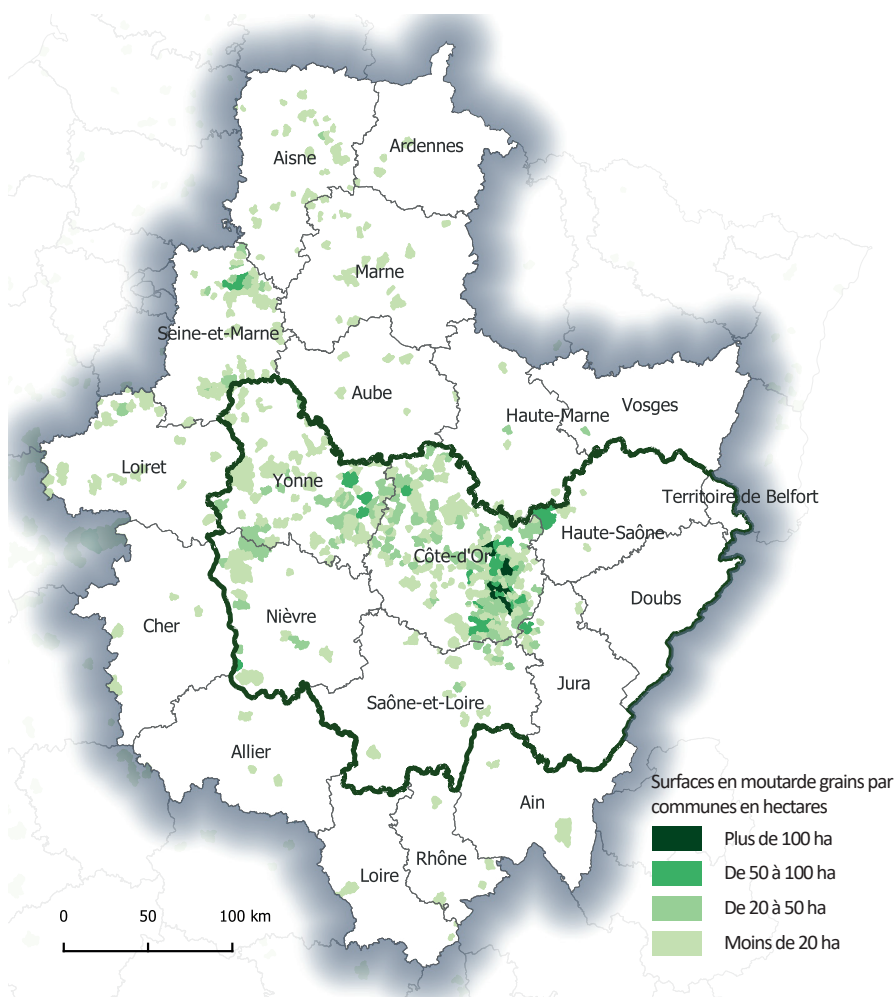 Aisne
Ardennes
Marne
Seine-et-Marne
Aube
Haute-Marne
Vosges
Loiret
Yonne
Territoire de Belfort
Haute-Saône
Côte-d'Or
Doubs
Cher
Nièvre
Jura
Saône-et-Loire
Allier
Ain
Rhône
Loire
Surfaces en moutarde grains par
communes en hectares
Plus de 100 ha
De 50 à 100 ha
De 20 à 50 ha
Moins de 20 ha
0 50 100 km